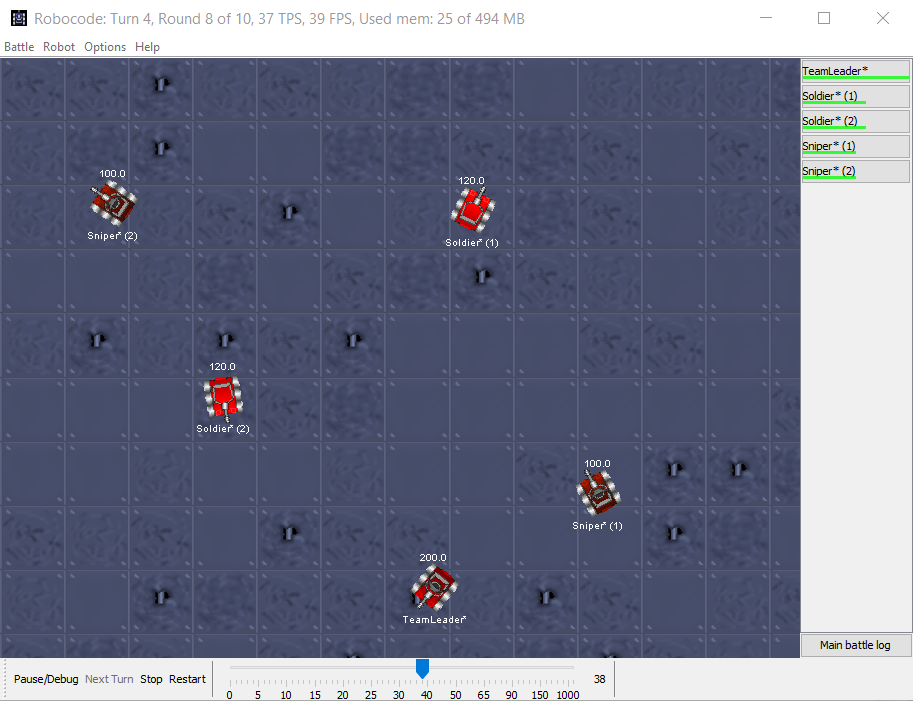 Robocode: Turn 4, Round 8 of 10, 37 TPS, 39 FPS, Used mem: 25 of 494 MB
Battle Robot Options Help
TeamLeader*
Soldier* (1)
Soldier* (2)
Sniper* (1)
Sniper* (2)
100.0
Sniper* (2)
120.0
Soldier* (1)
120.0
Soldier* (2)
100.0
Sniper* (1)
200.0
TeamLeader*
Main battle log
Pause/Debug Next Turn Stop Restart
0 5 10 15 20 25 30 40 50 65 90 150 1000
38